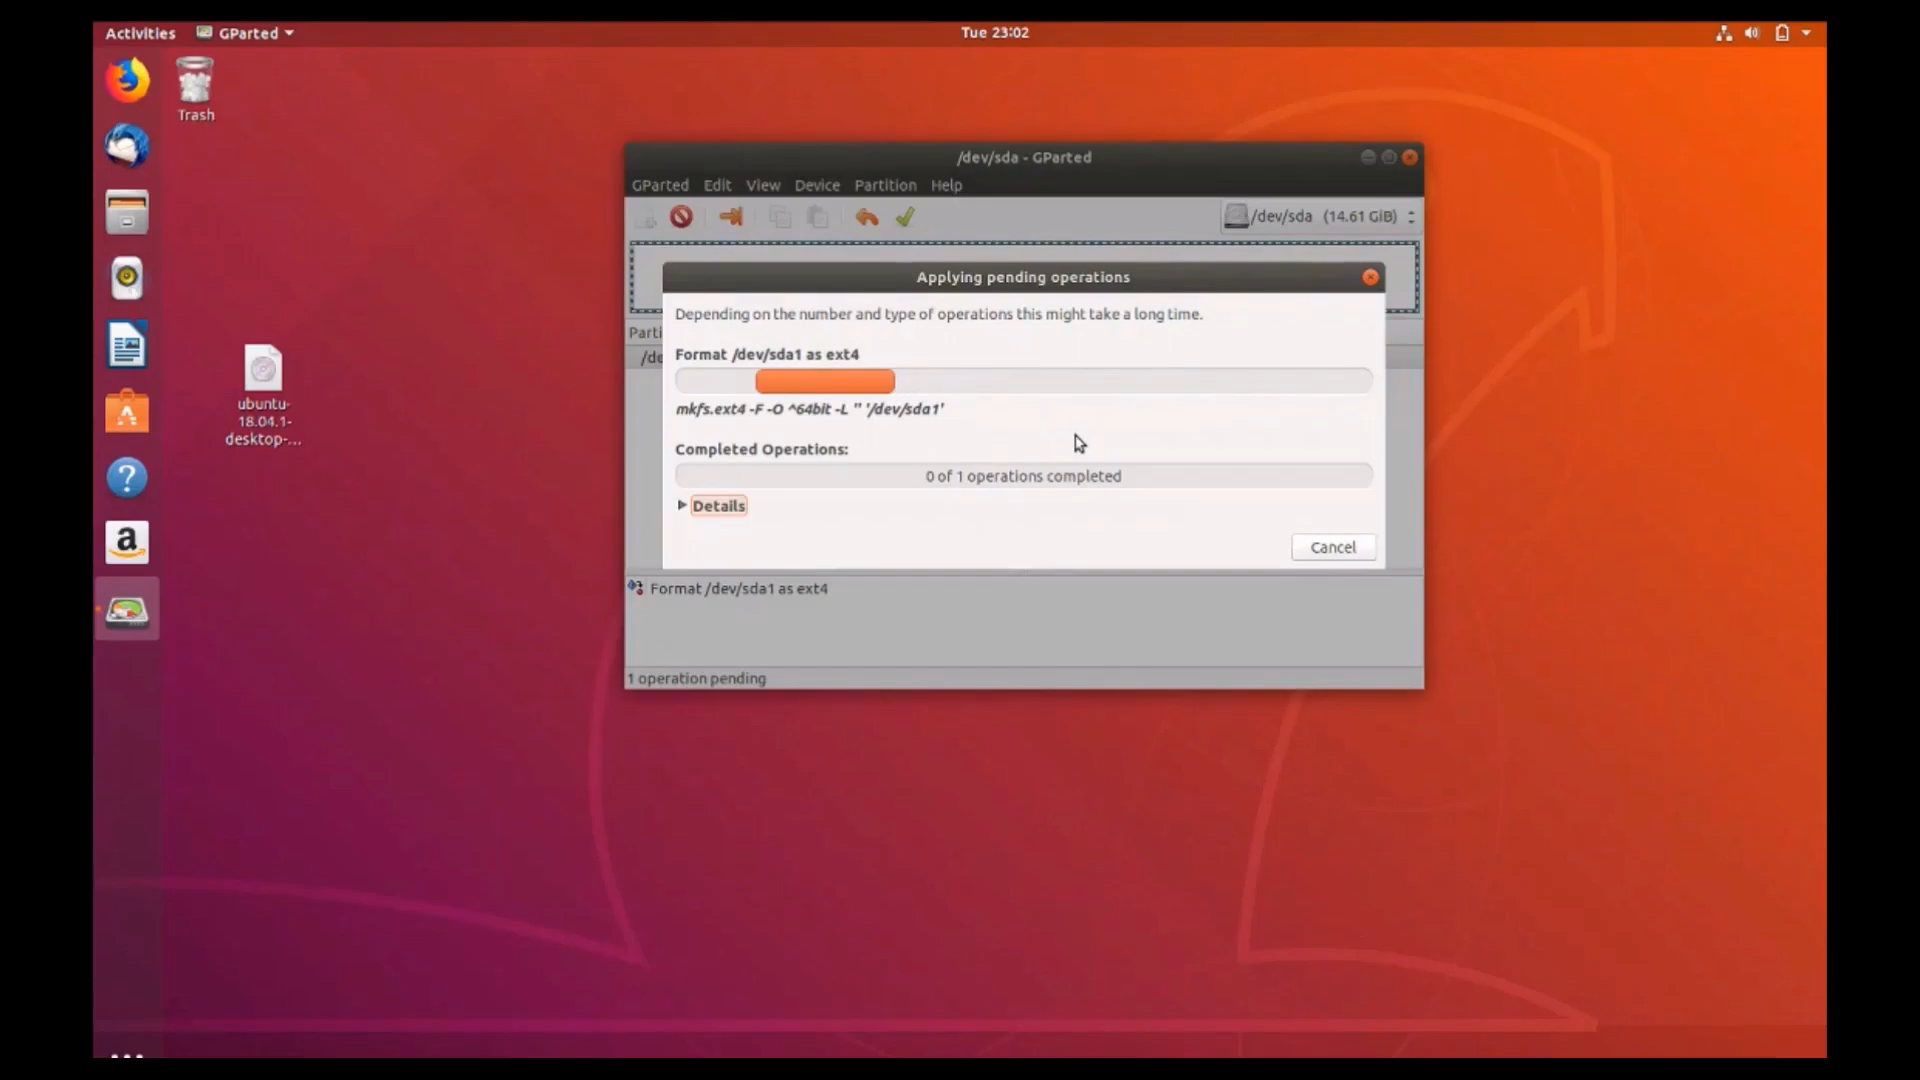 Activities
GParted
Tue 23:02
Trash
ubuntu-
18.04.1-
desktop-...
/dev/sda - GParted
GParted Edit View Device Partition Help
/dev/sda (14.61 GiB)
Applying pending operations
Depending on the number and type of operations this might take a long time.
Parti
Format /dev/sda1 as ext4
/de
mkfs.ext4 -F -O ^64bit -L '' '/dev/sda1'
Completed Operations:
0 of 1 operations completed
Details
Cancel
Format /dev/sda1 as ext4
1 operation pending